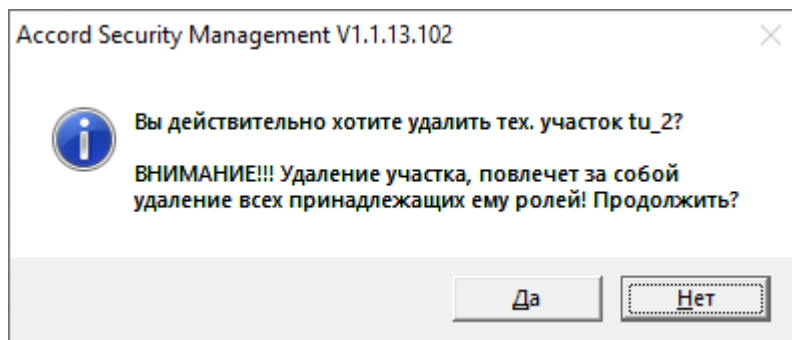 Accord Security Management V1.1.13.102
Вы действительно хотите удалить тех. участок tu_2?
ВНИМАНИЕ!!! Удаление участка, повлечет за собой
удаление всех принадлежащих ему ролей! Продолжить?
Да
Нет